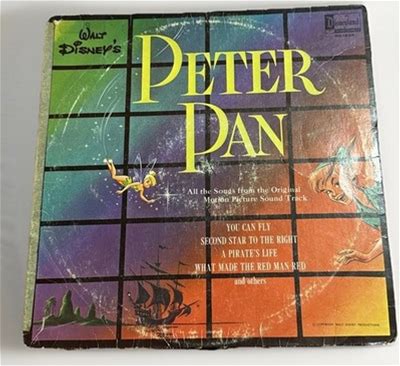 WALT
DISNEY'S
Disneyland
PETER
PAN
All the Songs from the Original
Motion Picture Sound Track
YOU CAN FLY
SECOND STAR TO THE RIGHT
A PIRATE'S LIFE
WHAT MADE THE RED MAN RED
and others